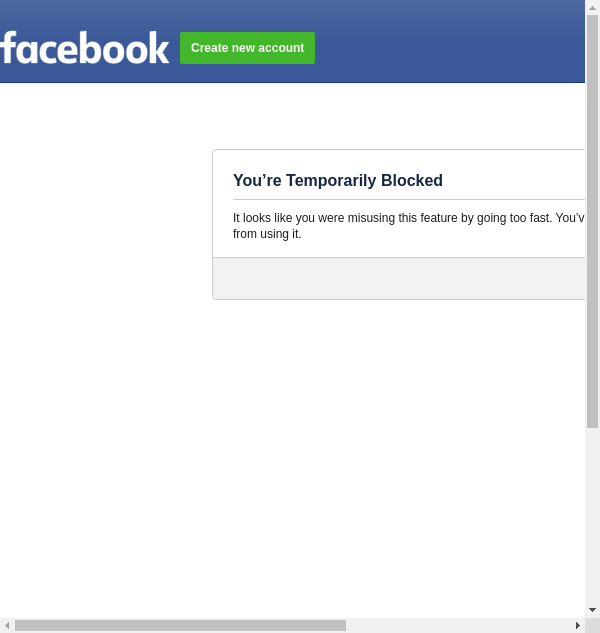 facebook
Create new account
You’re Temporarily Blocked
It looks like you were misusing this feature by going too fast. You’v
from using it.